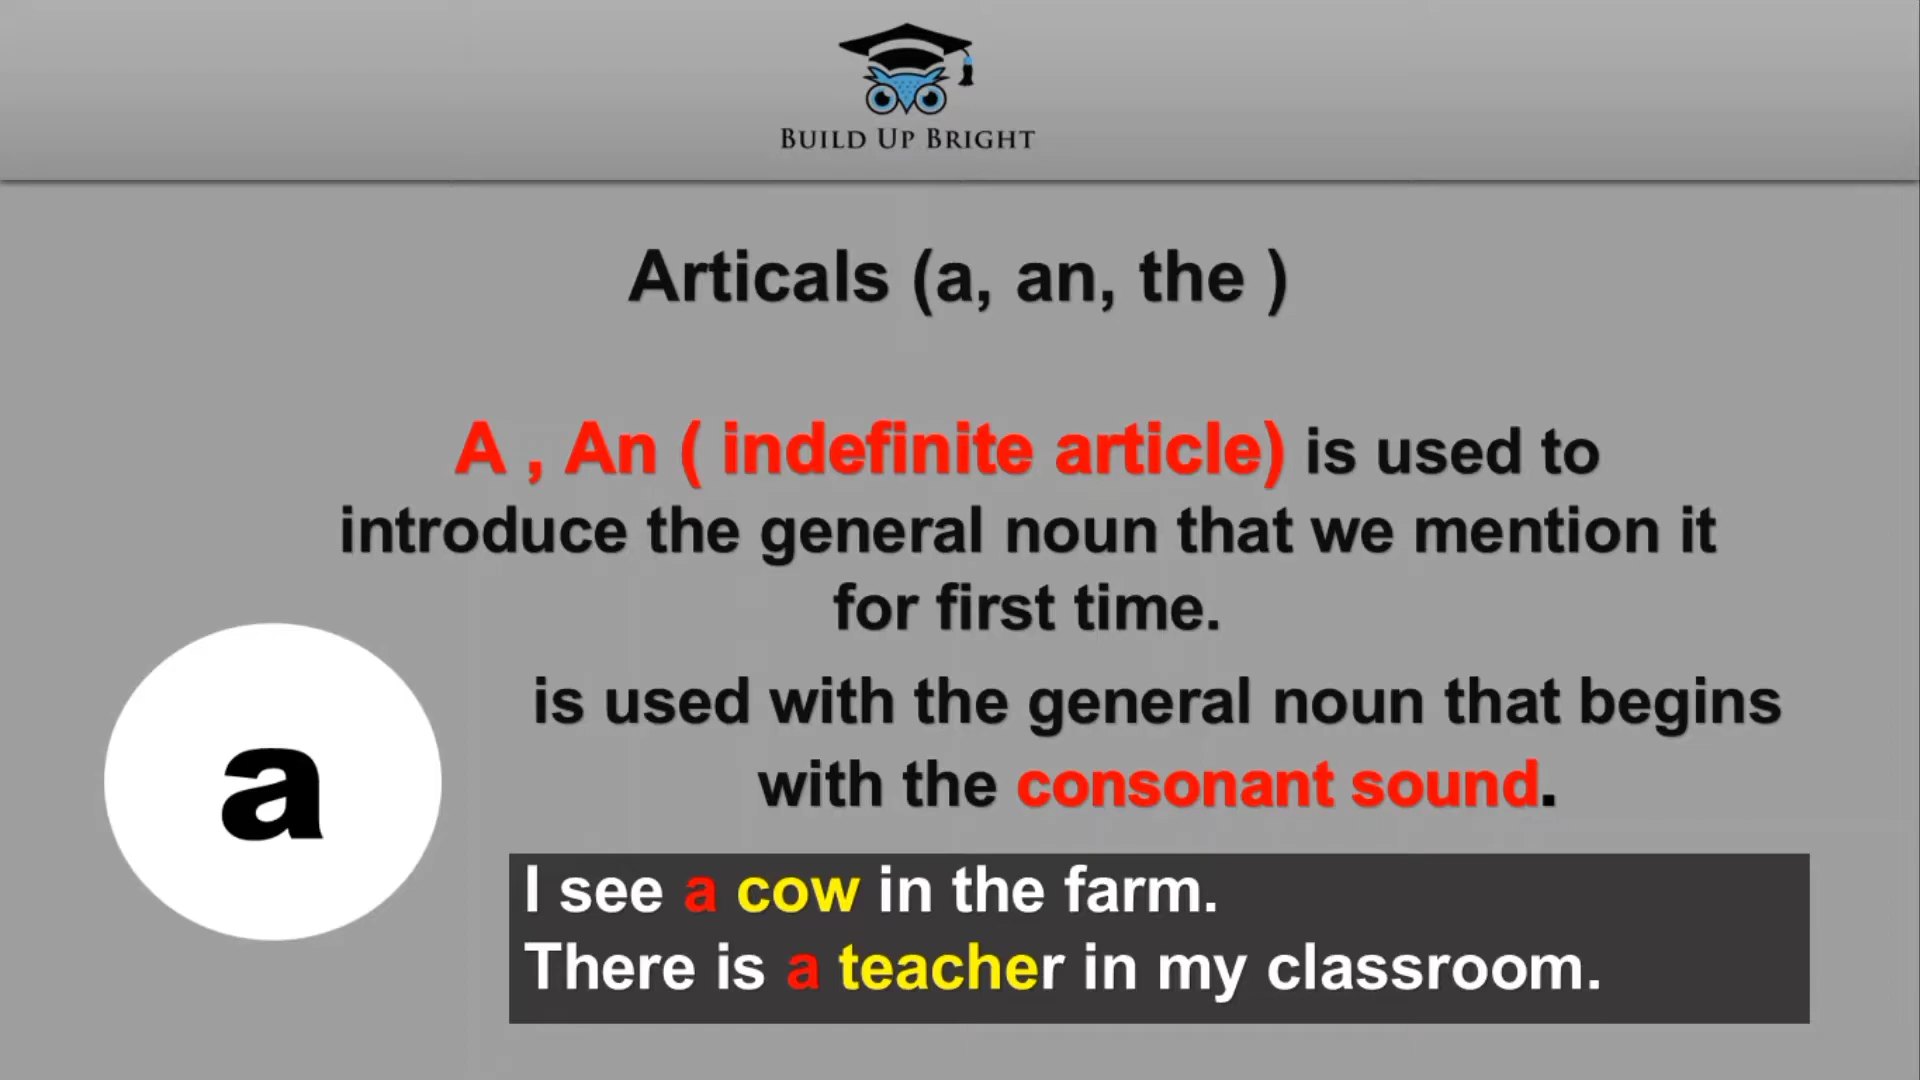 BUILD UP BRIGHT
Articals (a, an, the )
A , An ( indefinite article) is used to
introduce the general noun that we mention it
for first time.
is used with the general noun that begins
with the consonant sound.
a
I see a cow in the farm.
There is a teacher in my classroom.